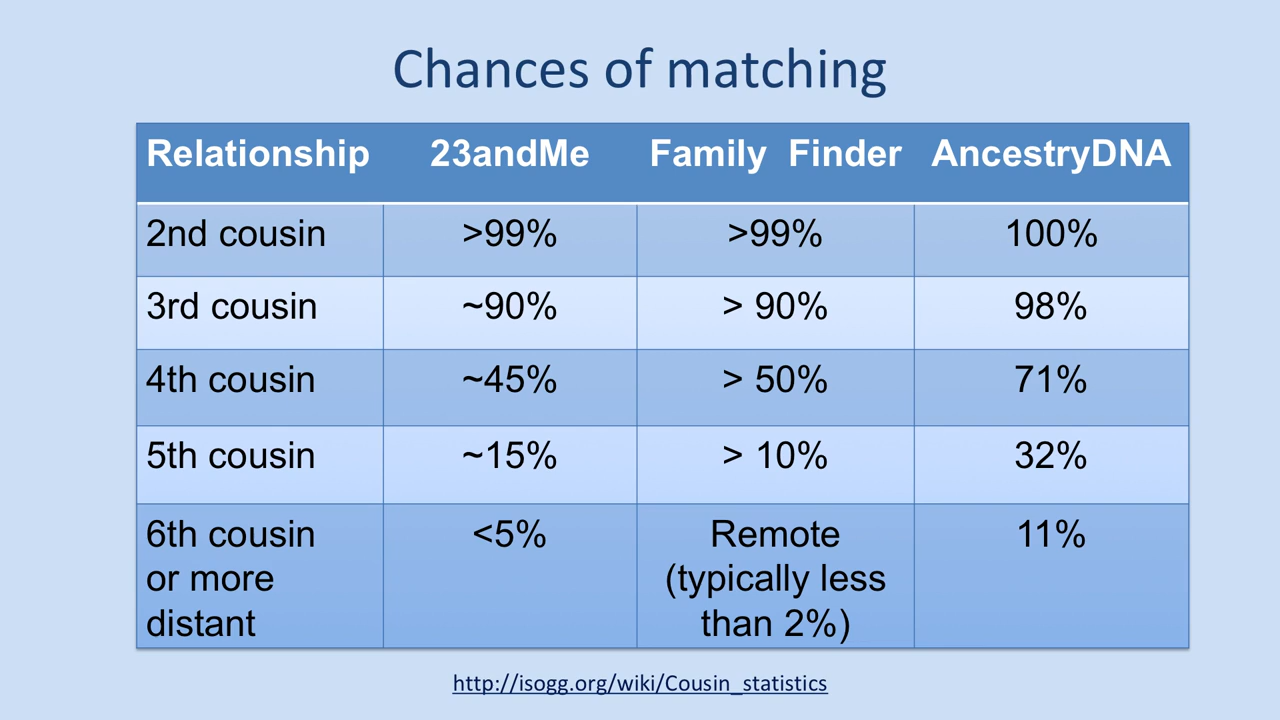 Chances of matching
Relationship 23andMe Family Finder AncestryDNA
2nd cousin >99% >99% 100%
3rd cousin ~90% > 90% 98%
4th cousin ~45% > 50% 71%
5th cousin ~15% > 10% 32%
6th cousin <5% Remote 11%
or more (typically less
distant than 2%)
http://isogg.org/wiki/Cousin_statistics